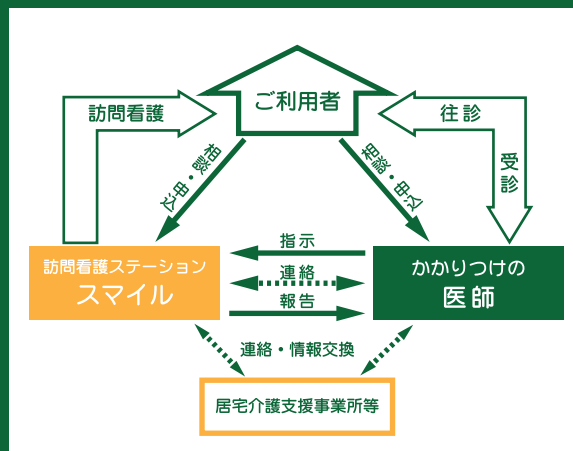 ご利用者
訪問看護
往診
受診
相談・申込
相談・申込
指示
訪問看護ステーション
スマイル
連絡
かかりつけの
医師
報告
連絡・情報交換
居宅介護支援事業所等